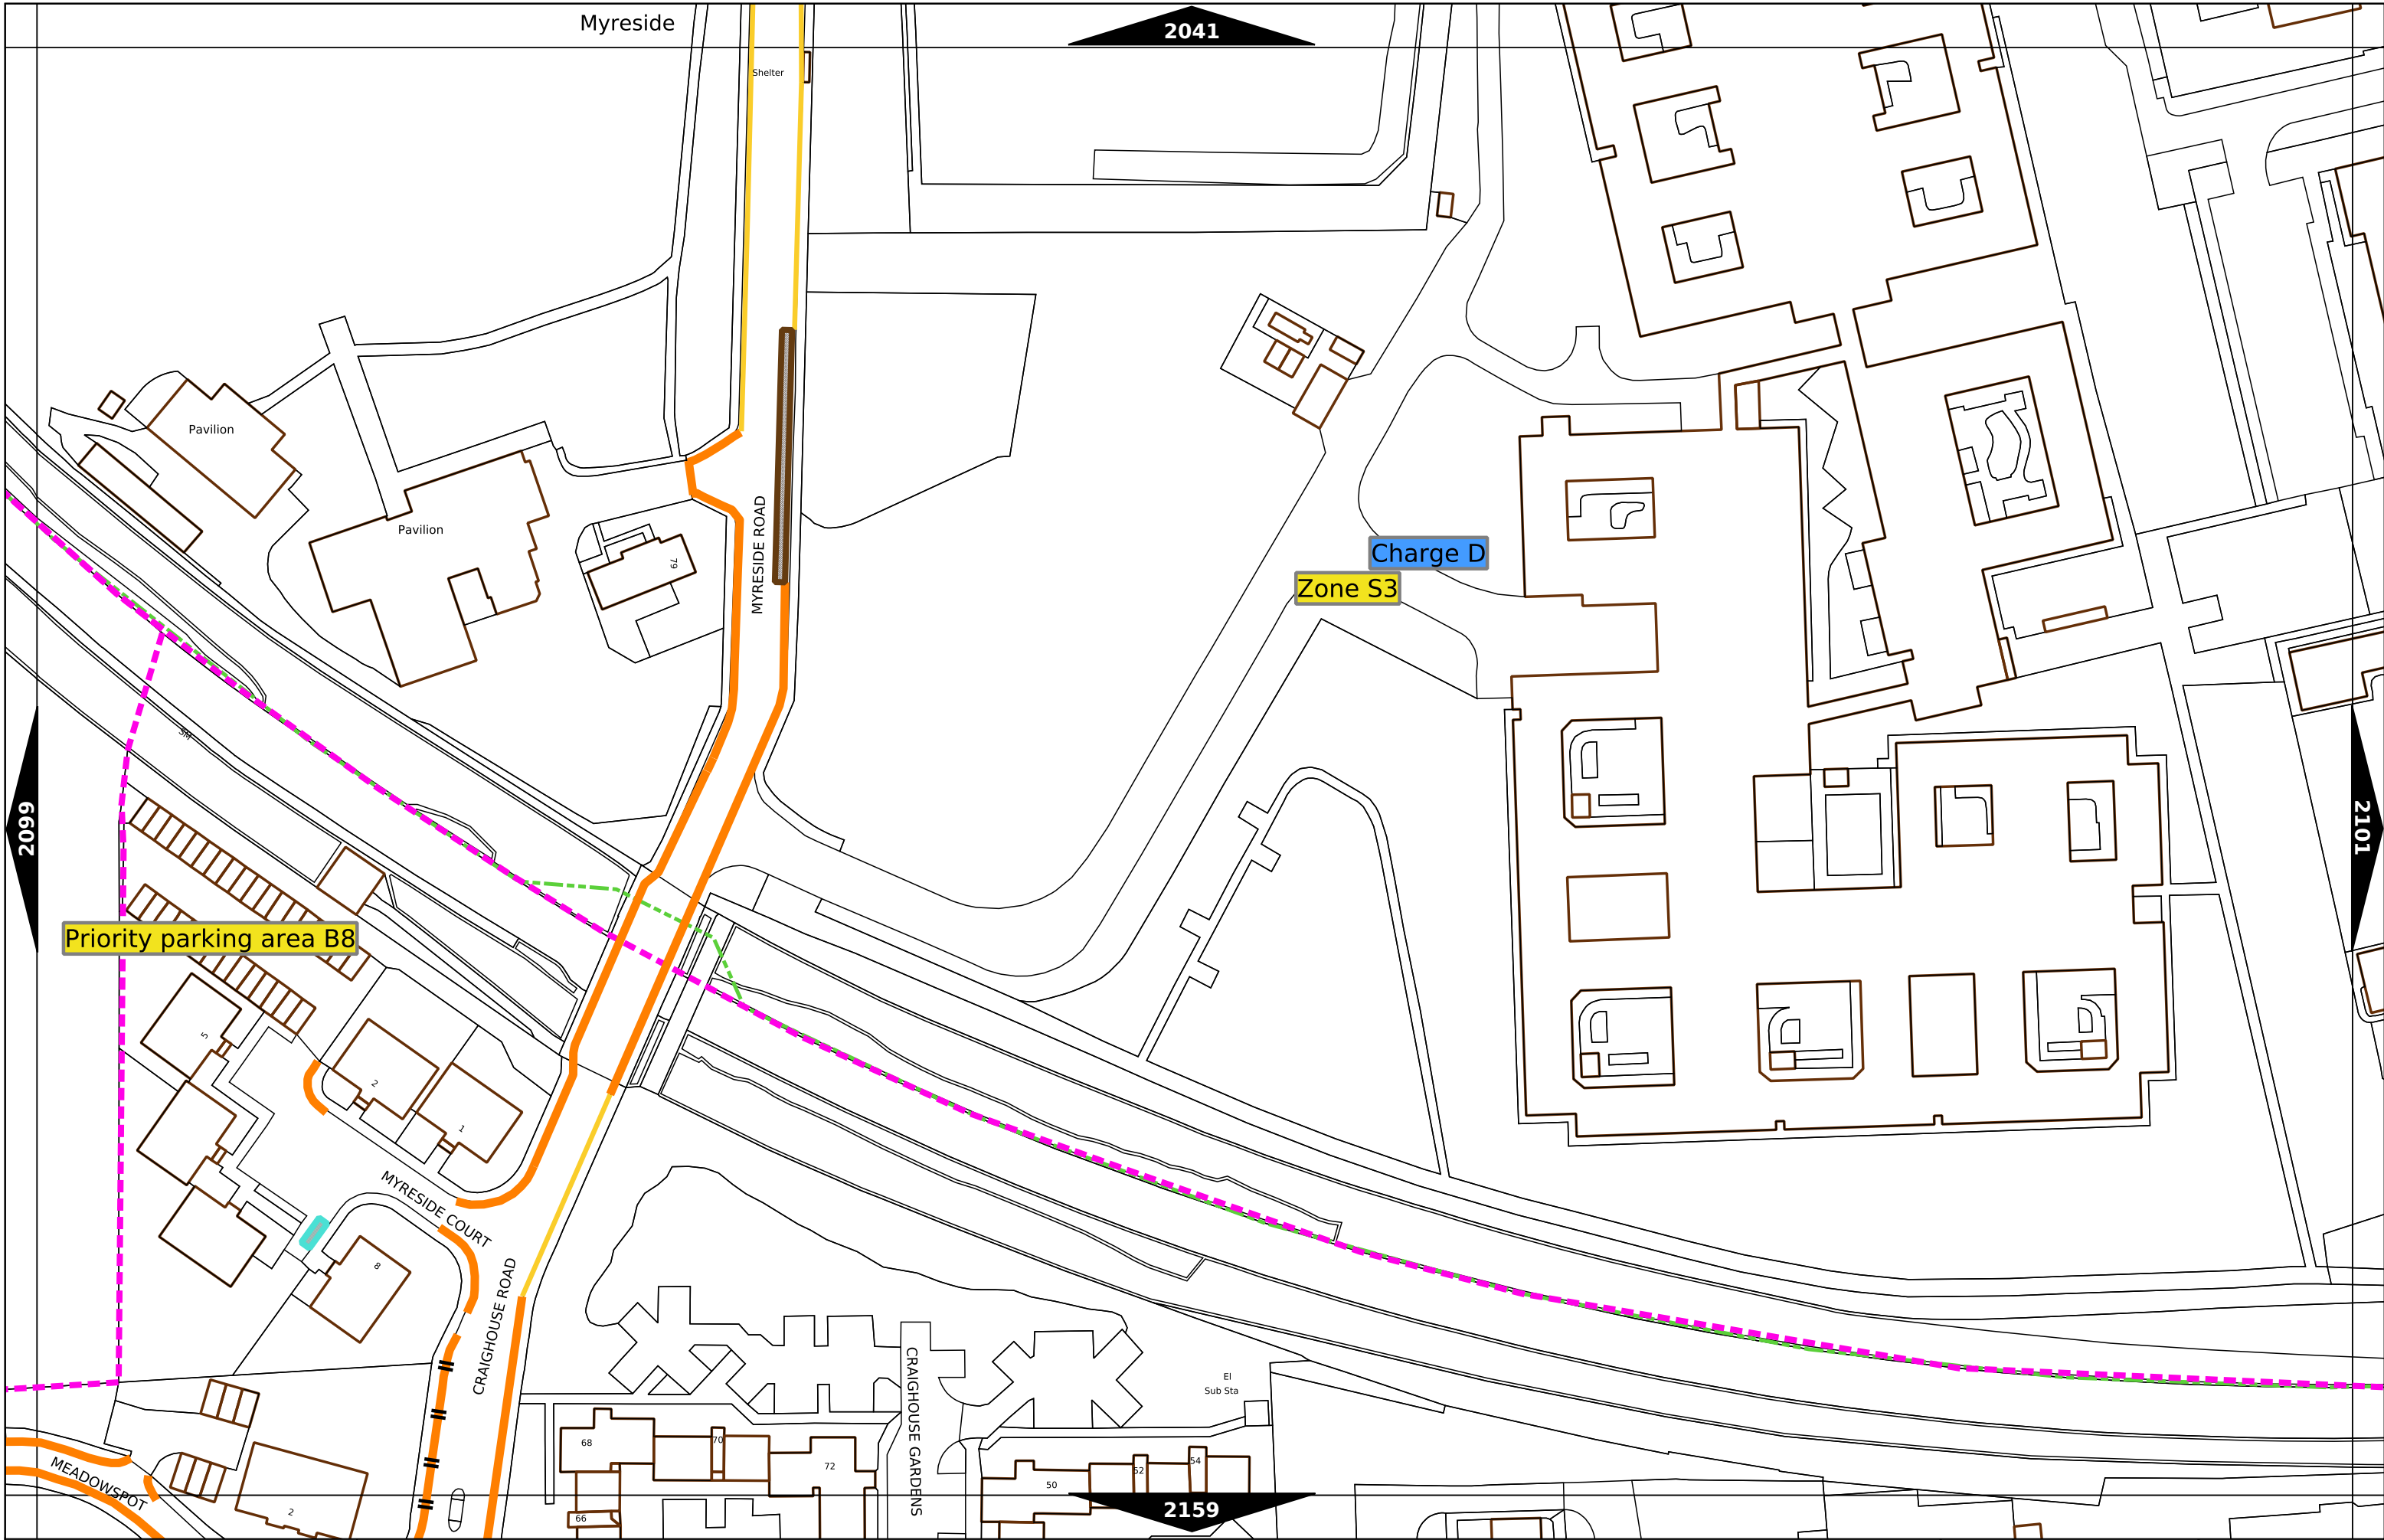 Myreside
2041
Shelter
Pavilion
Pavilion
79
MYRESIDE ROAD
Charge D
Zone S3
SM
2099
2101
Priority parking area B8
5
2
1
MYRESIDE COURT
8
CRAIGHOUSE ROAD
CRAIGHOUSE GARDENS
El
Sub Sta
68
70
72
66
50
52
54
MEADOWSPOT
2
2159